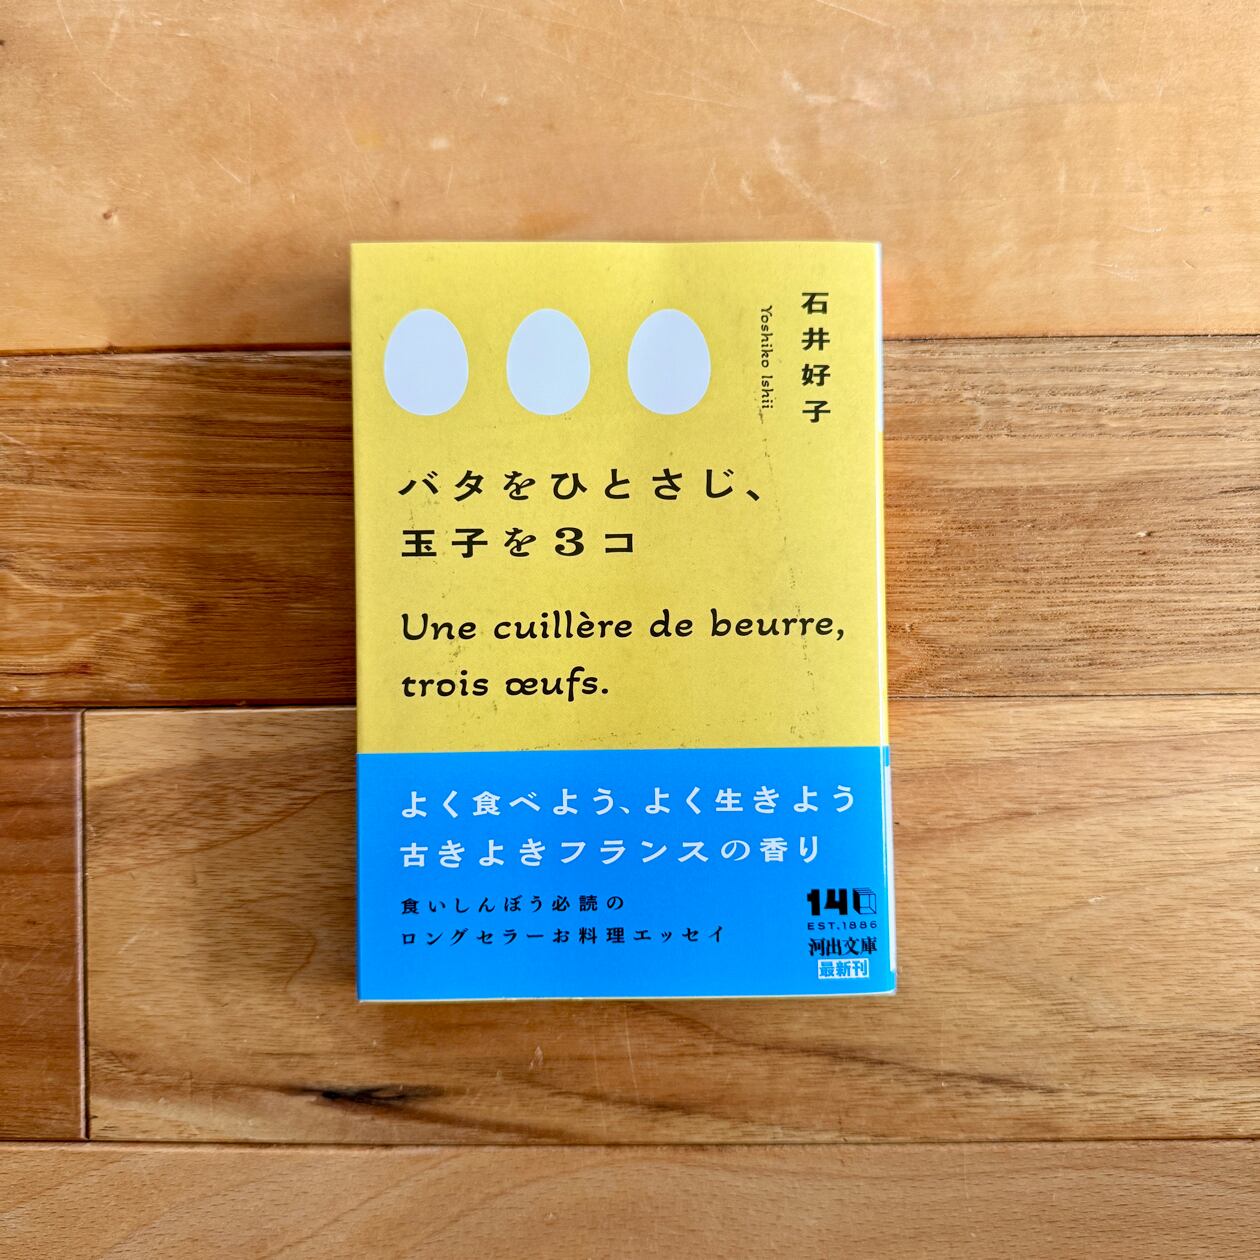 石井好子
Yoshiko Ishii
バタをひとさじ、
玉子を3コ
Une cuillère de beurre,
trois œufs.
よく食べよう、よく生きよう
古きよきフランスの香り
食いしんぼう必読の
ロングセラーお料理エッセイ
140
EST.1886
河出文庫
最新刊